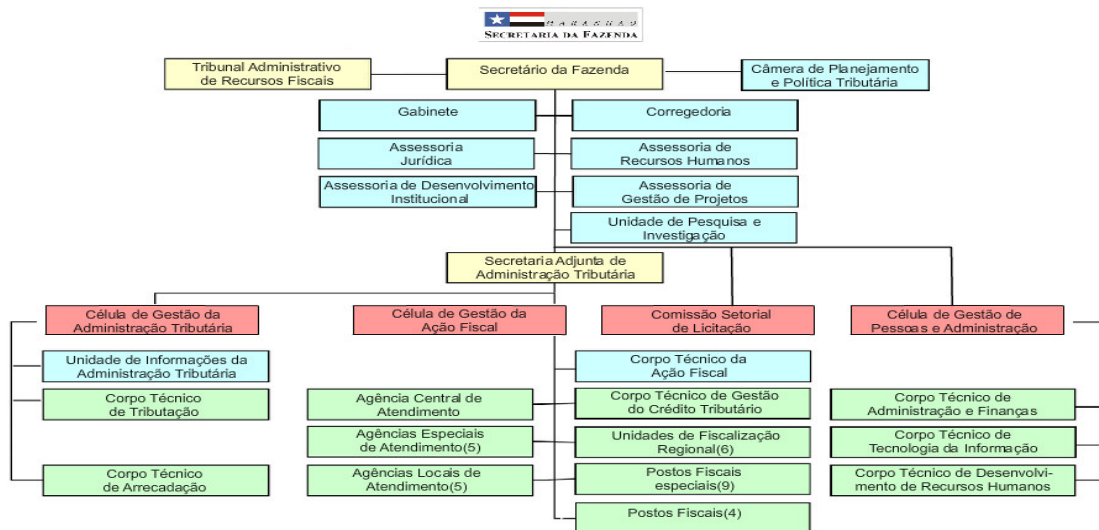 MARANHÃO
SECRETARIA DA FAZENDA
Tribunal Administrativo
de Recursos Fiscais
Secretário da Fazenda
Câmera de Planejamento
e Política Tributária
Gabinete
Corregedoria
Assessoria
Jurídica
Assessoria de
Recursos Humanos
Assessoria de Desenvolvimento
Institucional
Assessoria de
Gestão de Projetos
Unidade de Pesquisa e
Investigação
Secretaria Adjunta de
Administração Tributária
Célula de Gestão da
Administração Tributária
Célula de Gestão da
Ação Fiscal
Comissão Setorial
de Licitação
Célula de Gestão de
Pessoas e Administração
Unidade de Informações da
Administração Tributária
Corpo Técnico da
Ação Fiscal
Corpo Técnico
de Tributação
Agência Central de
Atendimento
Corpo Técnico de Gestão
do Crédito Tributário
Corpo Técnico de
Administração e Finanças
Agências Especiais
de Atendimento(5)
Unidades de Fiscalização
Regional(6)
Corpo Técnico de
Tecnologia da Informação
Corpo Técnico
de Arrecadação
Agências Locais de
Atendimento(5)
Postos Fiscais
especiais(9)
Corpo Técnico de Desenvolvi-
mento de Recursos Humanos
Postos Fiscais(4)